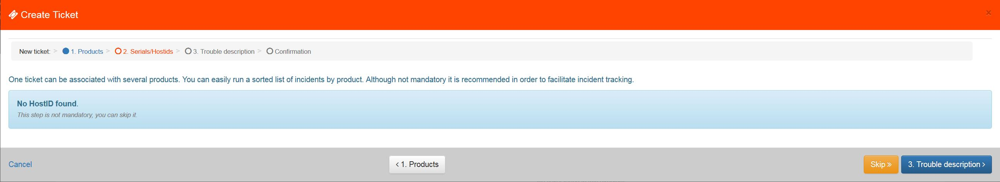 Create Ticket
×
New ticket: > 1. Products > 2. Serials/Hostids > 3. Trouble description > Confirmation
One ticket can be associated with several products. You can easily run a sorted list of incidents by product. Although not mandatory it is recommended in order to facilitate incident tracking.
No HostID found.
This step is not mandatory, you can skip it.
Cancel
‹ 1. Products
Skip »
3. Trouble description ›